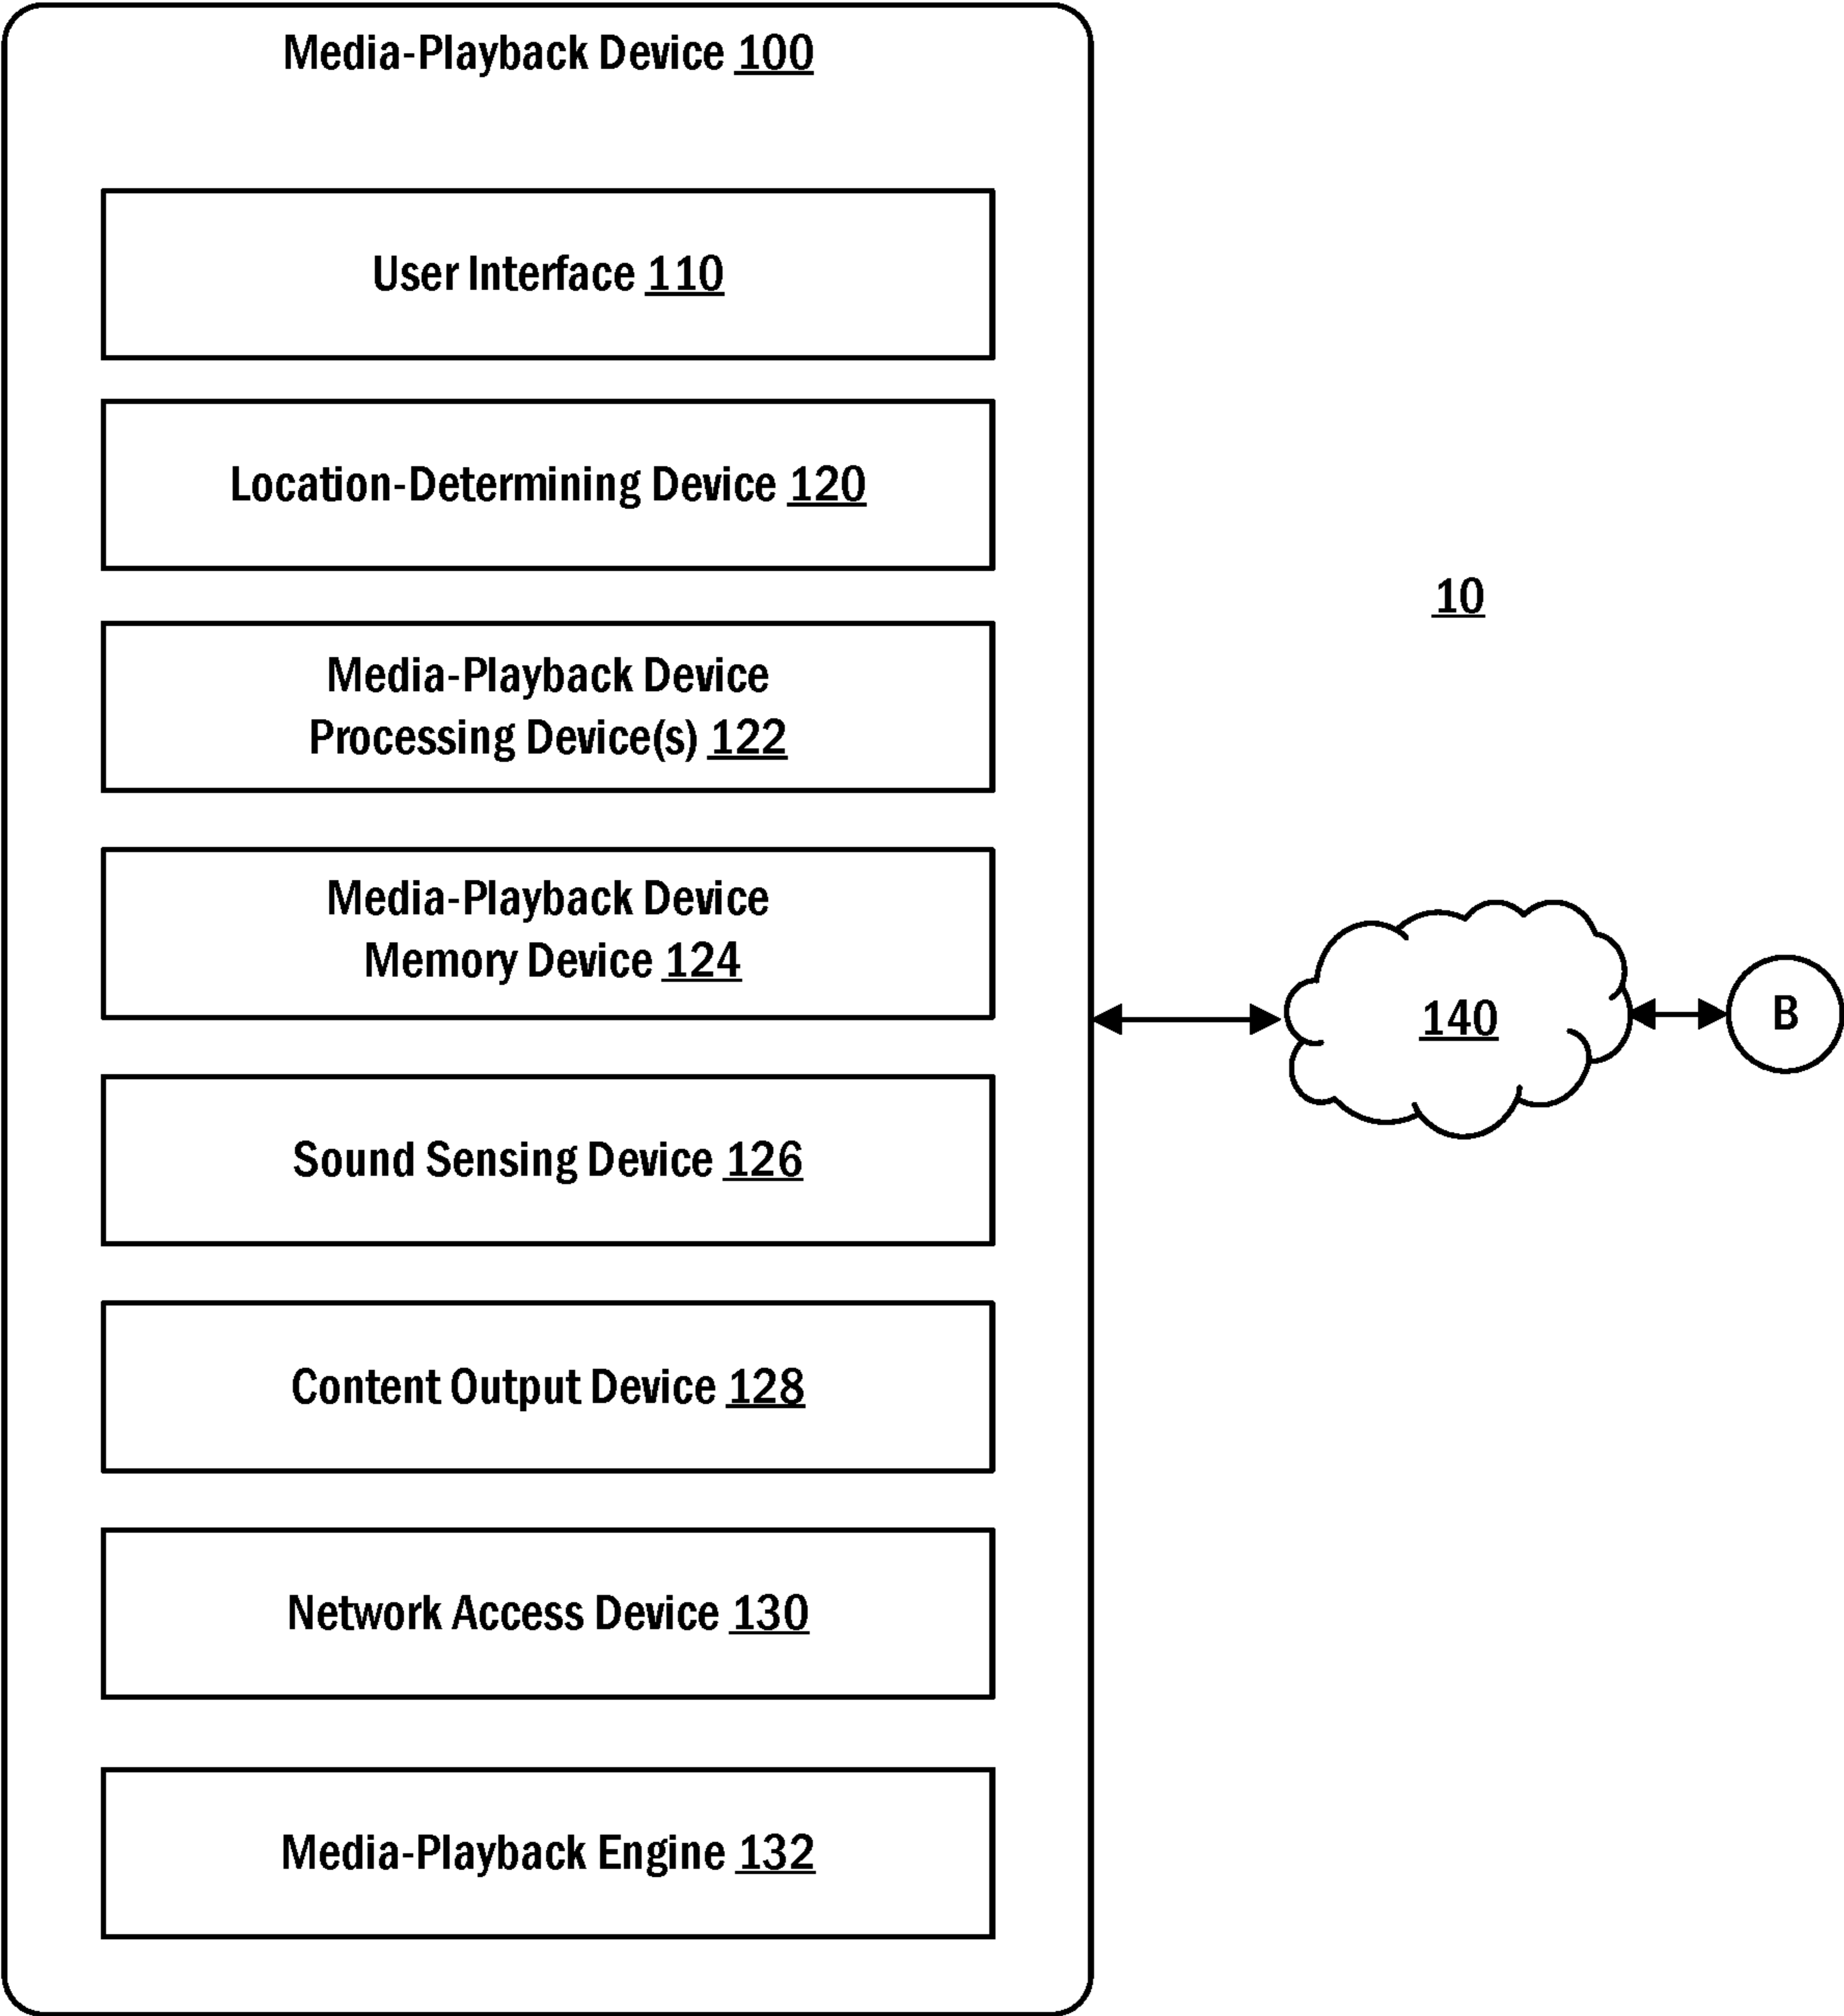 Media-Playback Device 100
User Interface 110
Location-Determining Device 120
10
Media-Playback Device
Processing Device(s) 122
Media-Playback Device
Memory Device 124
140
B
Sound Sensing Device 126
Content Output Device 128
Network Access Device 130
Media-Playback Engine 132